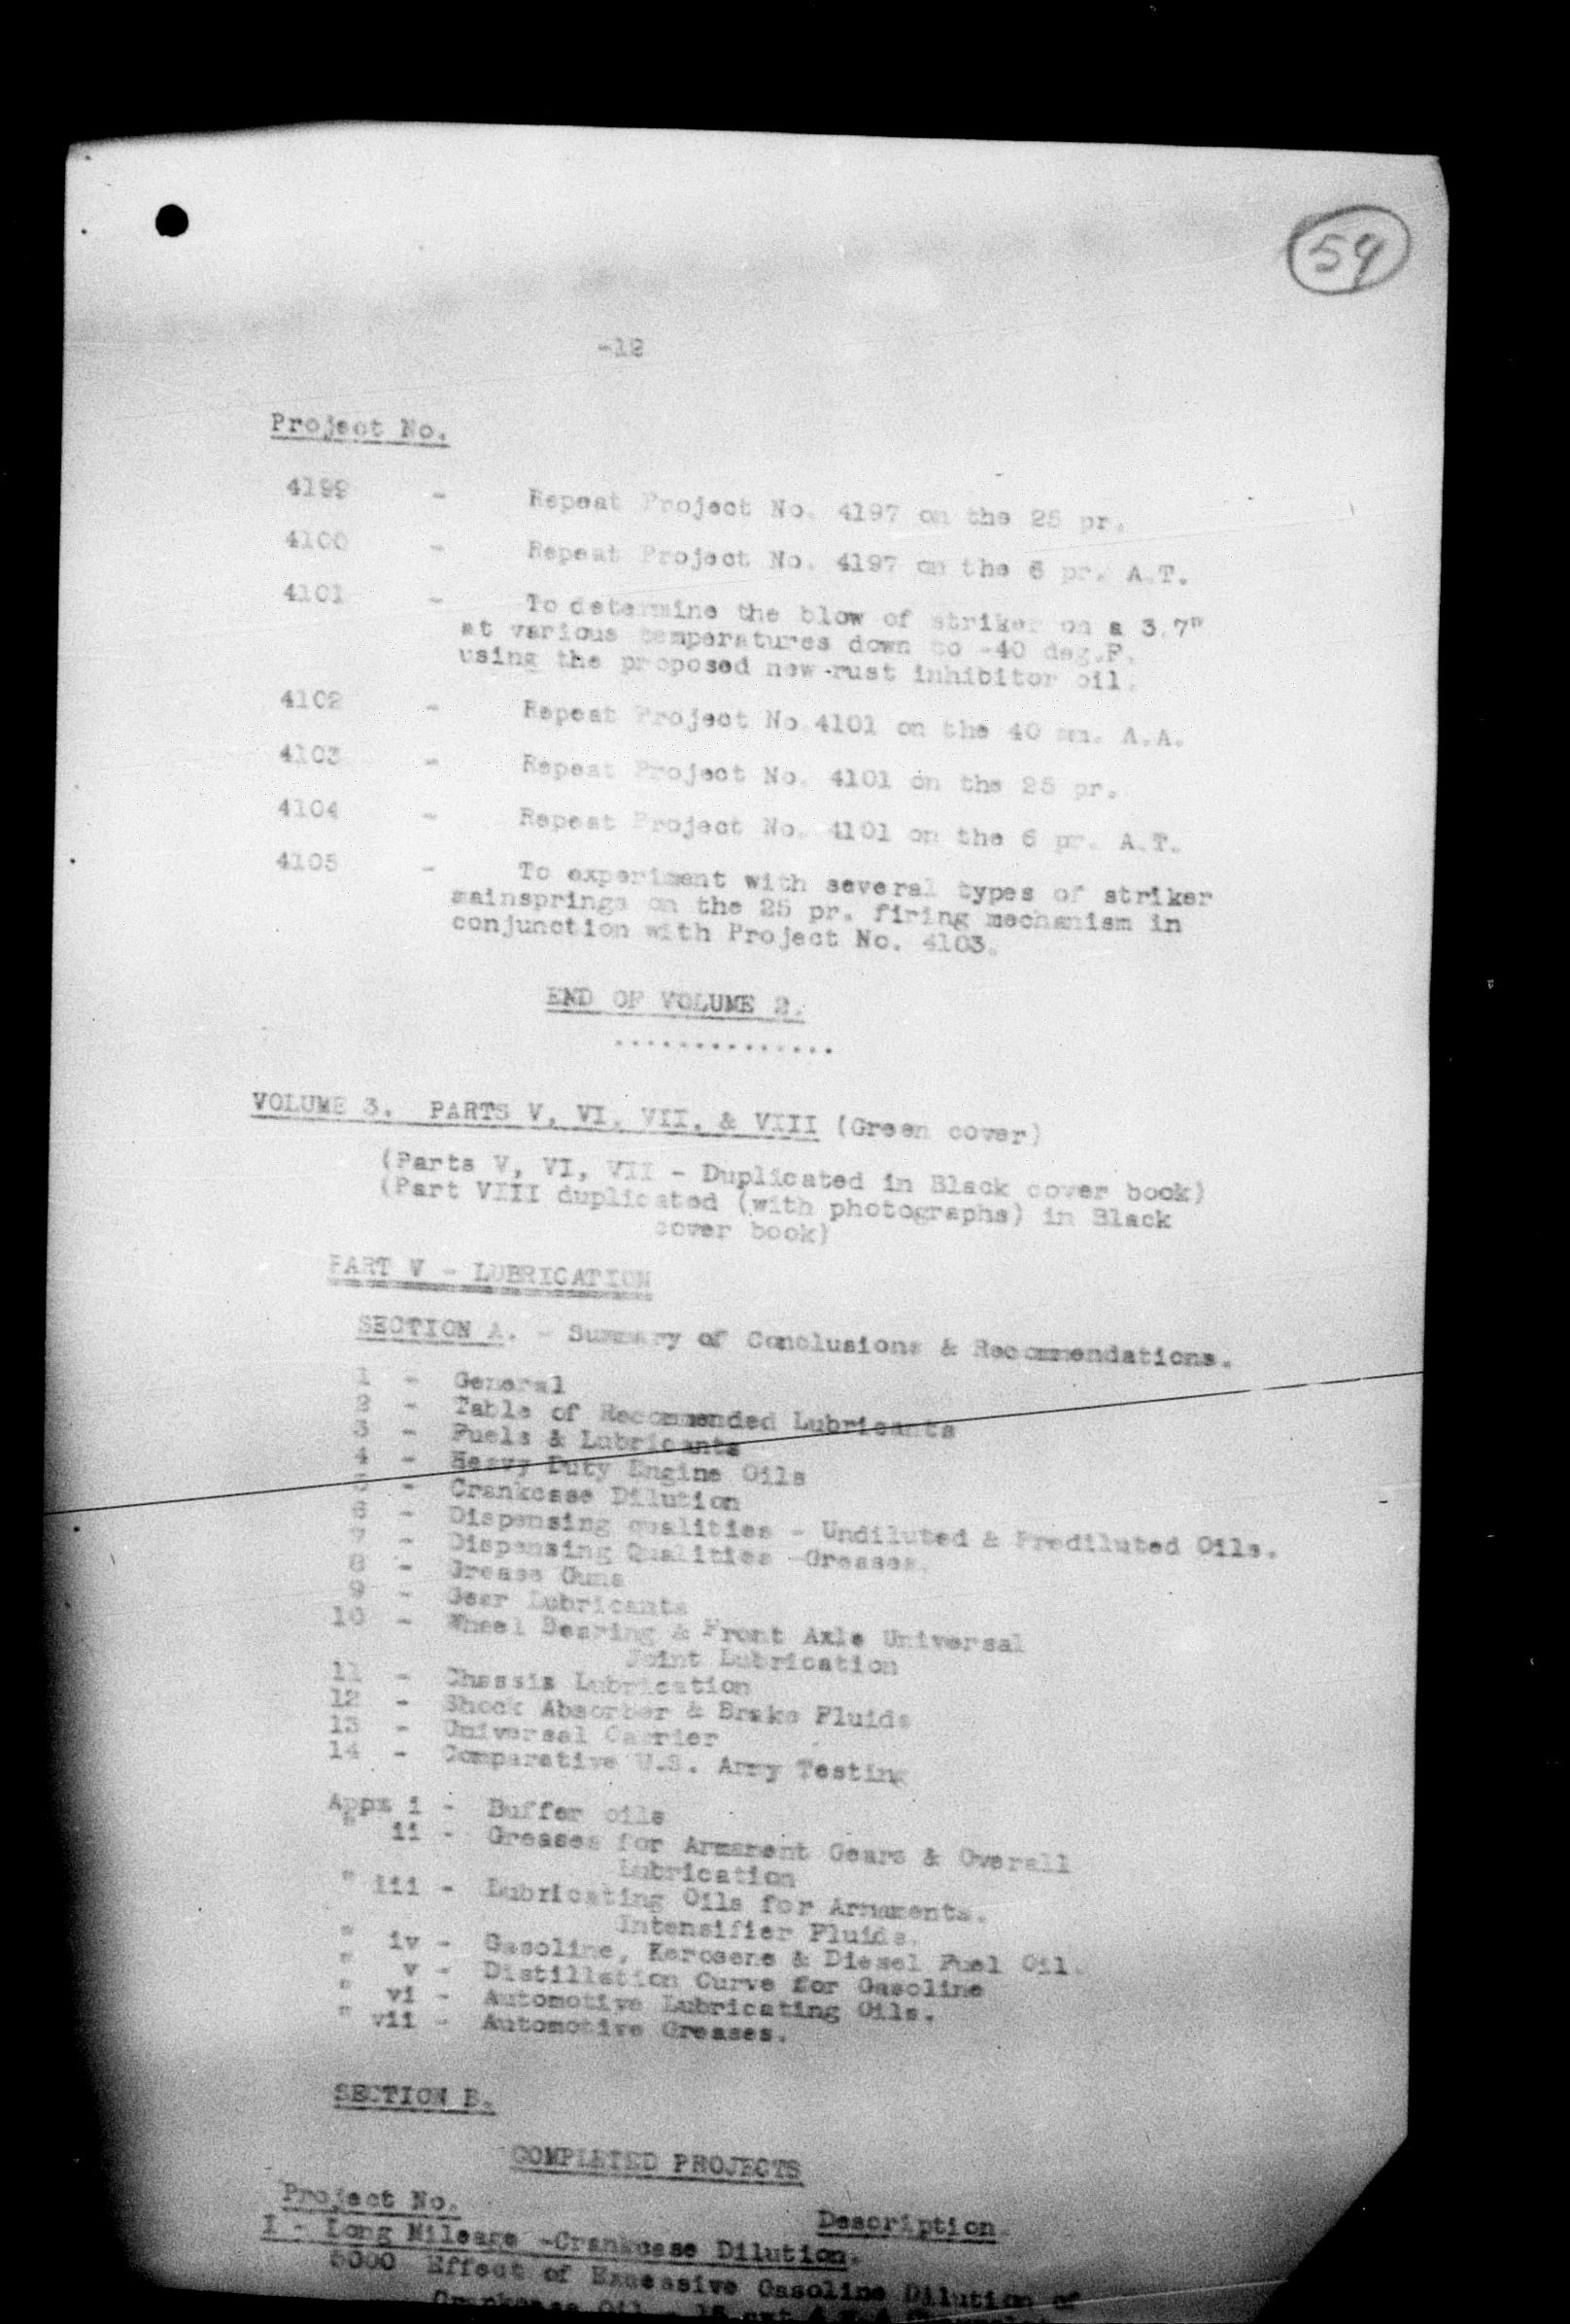 59
-12
Project No.
4199 - Repeat Project No. 4197 on the 25 pr.
4100 - Repeat Project No. 4197 on the 6 pr. A.T.
4101 - To determine the blow of striker on a 3.7"
at various temperatures down to -40 deg.F.
using the proposed new rust inhibitor oil.
4102 - Repeat Project No.4101 on the 40 mm. A.A.
4103 - Repeat Project No. 4101 on the 25 pr.
4104 - Repeat Project No. 4101 on the 6 pr. A.T.
4105 - To experiment with several types of striker
mainsprings on the 25 pr. firing mechanism in
conjunction with Project No. 4103.
END OF VOLUME 2.
..............
VOLUME 3. PARTS V, VI, VII, & VIII (Green cover)
(Parts V, VI, VII - Duplicated in Black cover book)
(Part VIII duplicated (with photographs) in Black
cover book)
PART V - LUBRICATION
SECTION A. - Summary of Conclusions & Recommendations.
1 - General
2 - Table of Recommended Lubricants
3 - Fuels & Lubricants
4 - Heavy Duty Engine Oils
5 - Crankcase Dilution
6 - Dispensing qualities - Undiluted & Prediluted Oils.
7 - Dispensing Qualities -Greases.
8 - Grease Guns
9 - Gear Lubricants
10 - Wheel Bearing & Front Axle Universal
Joint Lubrication
11 - Chassis Lubrication
12 - Shock Absorber & Brake Fluids
13 - Universal Carrier
14 - Comparative U.S. Army Testing
Appx i - Buffer oils
" ii - Greases for Armament Gears & Overall
Lubrication
" iii - Lubricating Oils for Armaments.
Intensifier Fluids.
" iv - Gasoline, Kerosene & Diesel Fuel Oil.
" v - Distillation Curve for Gasoline
" vi - Automotive Lubricating Oils.
" vii - Automotive Greases.
SECTION B.
COMPLETED PROJECTS
Project No.
Description.
I - Long Mileage -Crankcase Dilution.
5000 Effect of Excessive Gasoline Dilution of
Crankcase Oil